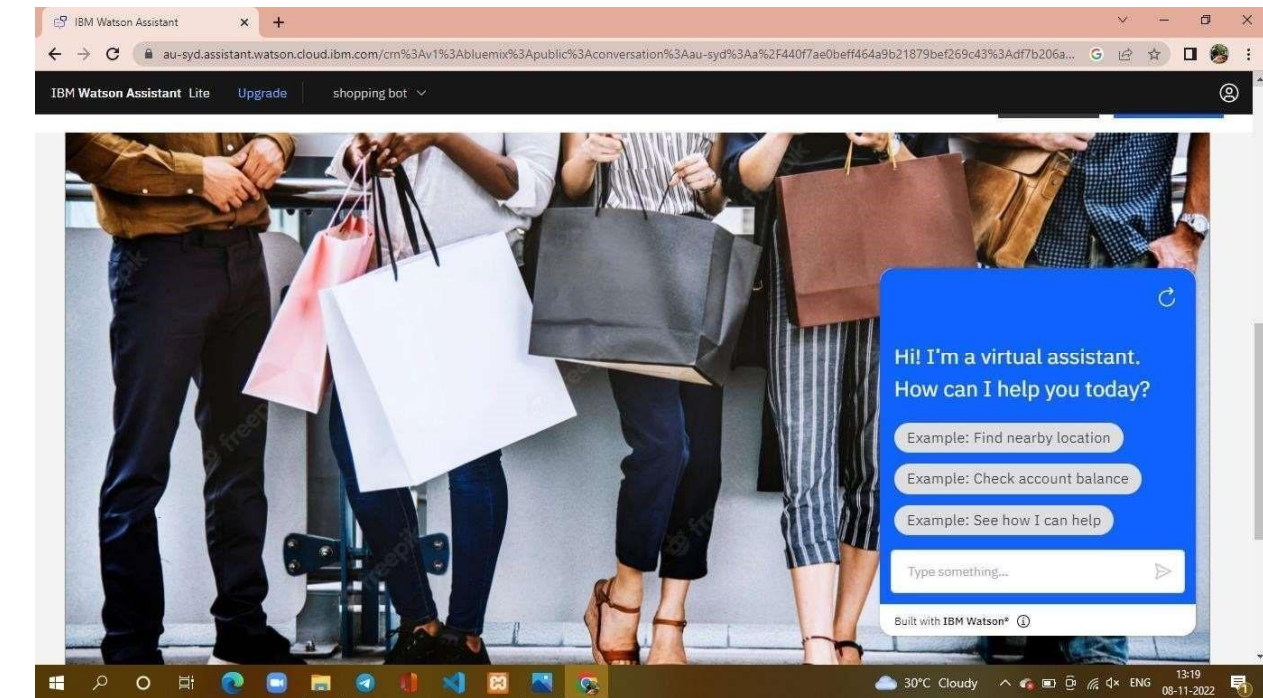 IBM Watson Assistant
au-syd.assistant.watson.cloud.ibm.com/crn%3Av1%3Abluemix%3Apublic%3Aconversation%3Aau-syd%3Aa%2F440f7ae0beff464a9b21879bef269c43%3Adf7b206a...
IBM Watson Assistant Lite Upgrade shopping bot
Hi! I'm a virtual assistant.
How can I help you today?
Example: Find nearby location
Example: Check account balance
Example: See how I can help
Type something...
Built with IBM Watson®
freepik
30°C Cloudy ENG 13:19
08-11-2022